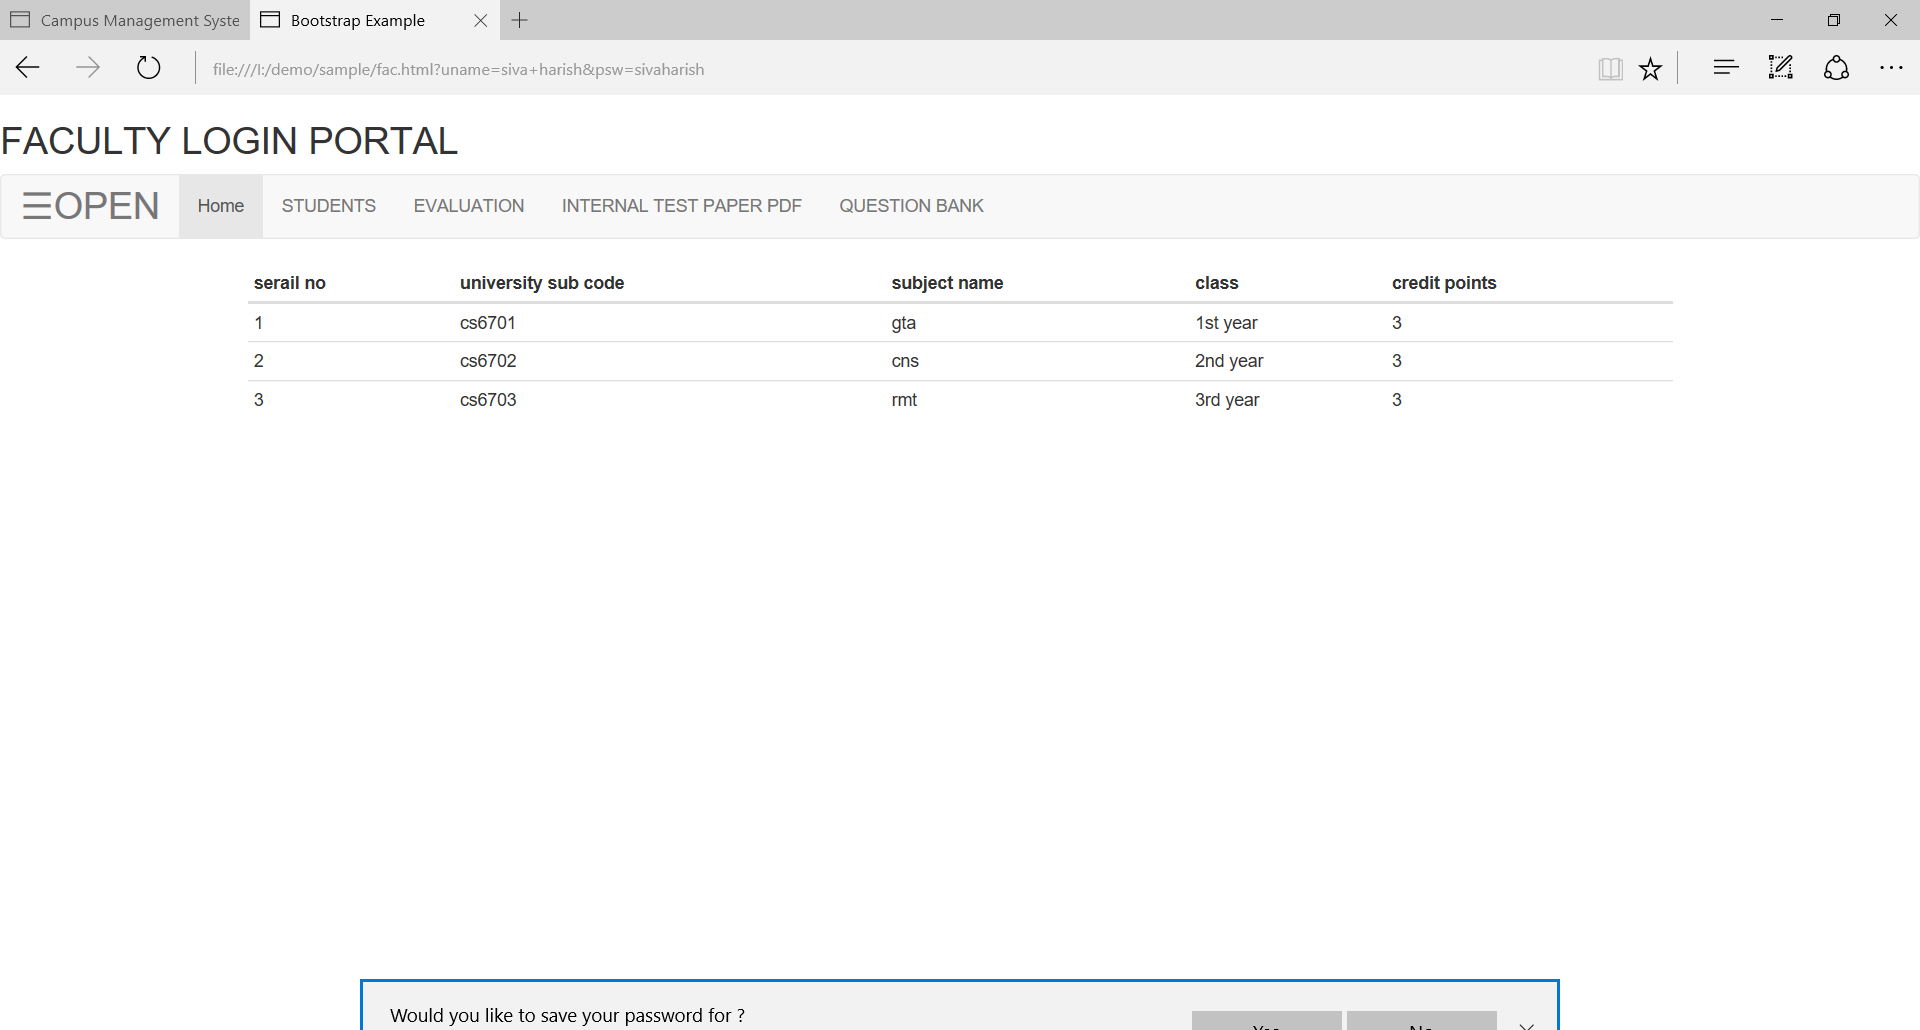 Campus Management Syste
Bootstrap Example
file:///I:/demo/sample/fac.html?uname=siva+harish&psw=sivaharish
FACULTY LOGIN PORTAL
☰OPEN Home STUDENTS EVALUATION INTERNAL TEST PAPER PDF QUESTION BANK
serail no university sub code subject name class credit points
1 cs6701 gta 1st year 3
2 cs6702 cns 2nd year 3
3 cs6703 rmt 3rd year 3
Would you like to save your password for ?
Yes No